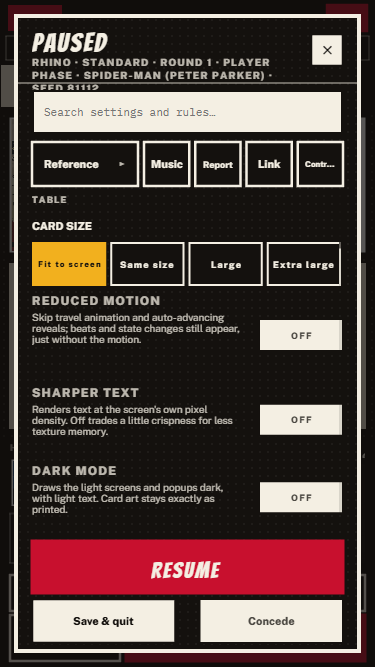 PAUSED
RHINO · STANDARD · ROUND 1 · PLAYER
PHASE · SPIDER-MAN (PETER PARKER) ·
SEED 81112
×
Search settings and rules…
Reference ► Music Report Link Contr…
TABLE
CARD SIZE
Fit to screen Same size Large Extra large
REDUCED MOTION
Skip travel animation and auto-advancing
reveals; beats and state changes still appear,
just without the motion.
OFF
SHARPER TEXT
Renders text at the screen's own pixel
density. Off trades a little crispness for less
texture memory.
OFF
DARK MODE
Draws the light screens and popups dark,
with light text. Card art stays exactly as
printed.
OFF
RESUME
Save & quit Concede